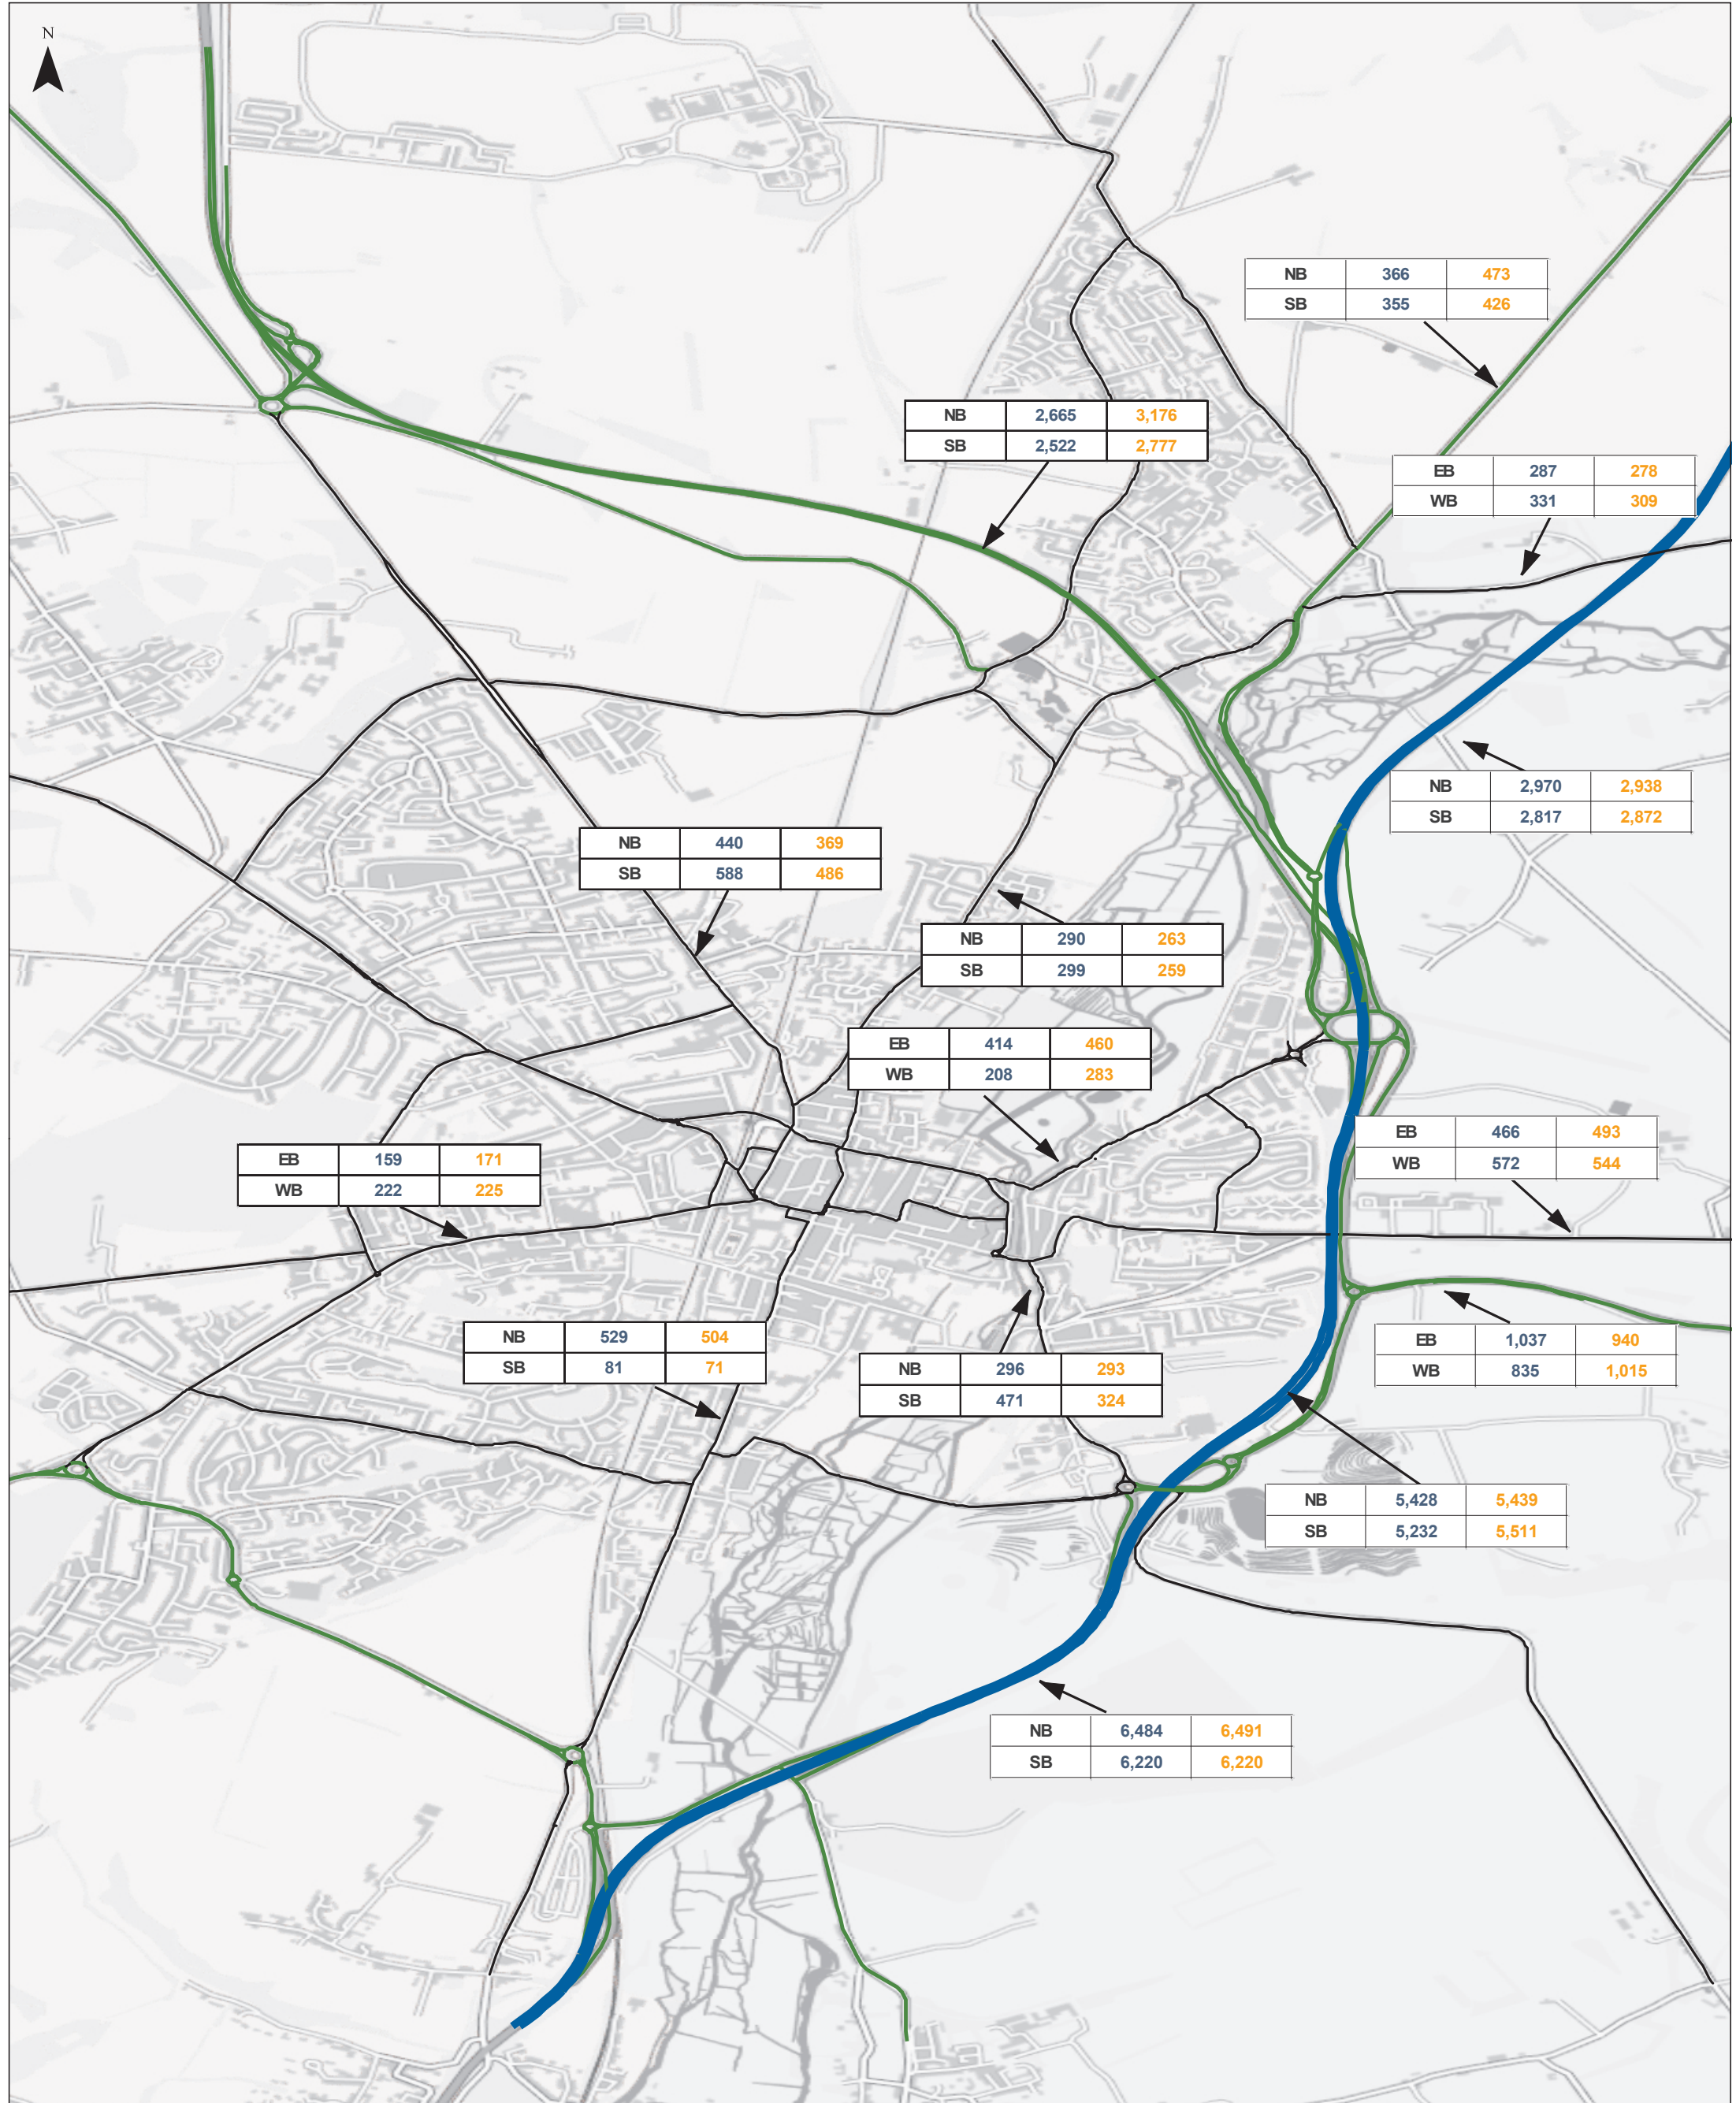 N
NB 366 473
SB 355 426
NB 2,665 3,176
SB 2,522 2,777
EB 287 278
WB 331 309
NB 2,970 2,938
SB 2,817 2,872
NB 440 369
SB 588 486
NB 290 263
SB 299 259
EB 414 460
WB 208 283
EB 466 493
WB 572 544
EB 159 171
WB 222 225
NB 529 504
SB 81 71
NB 296 293
SB 471 324
EB 1,037 940
WB 835 1,015
NB 5,428 5,439
SB 5,232 5,511
NB 6,484 6,491
SB 6,220 6,220